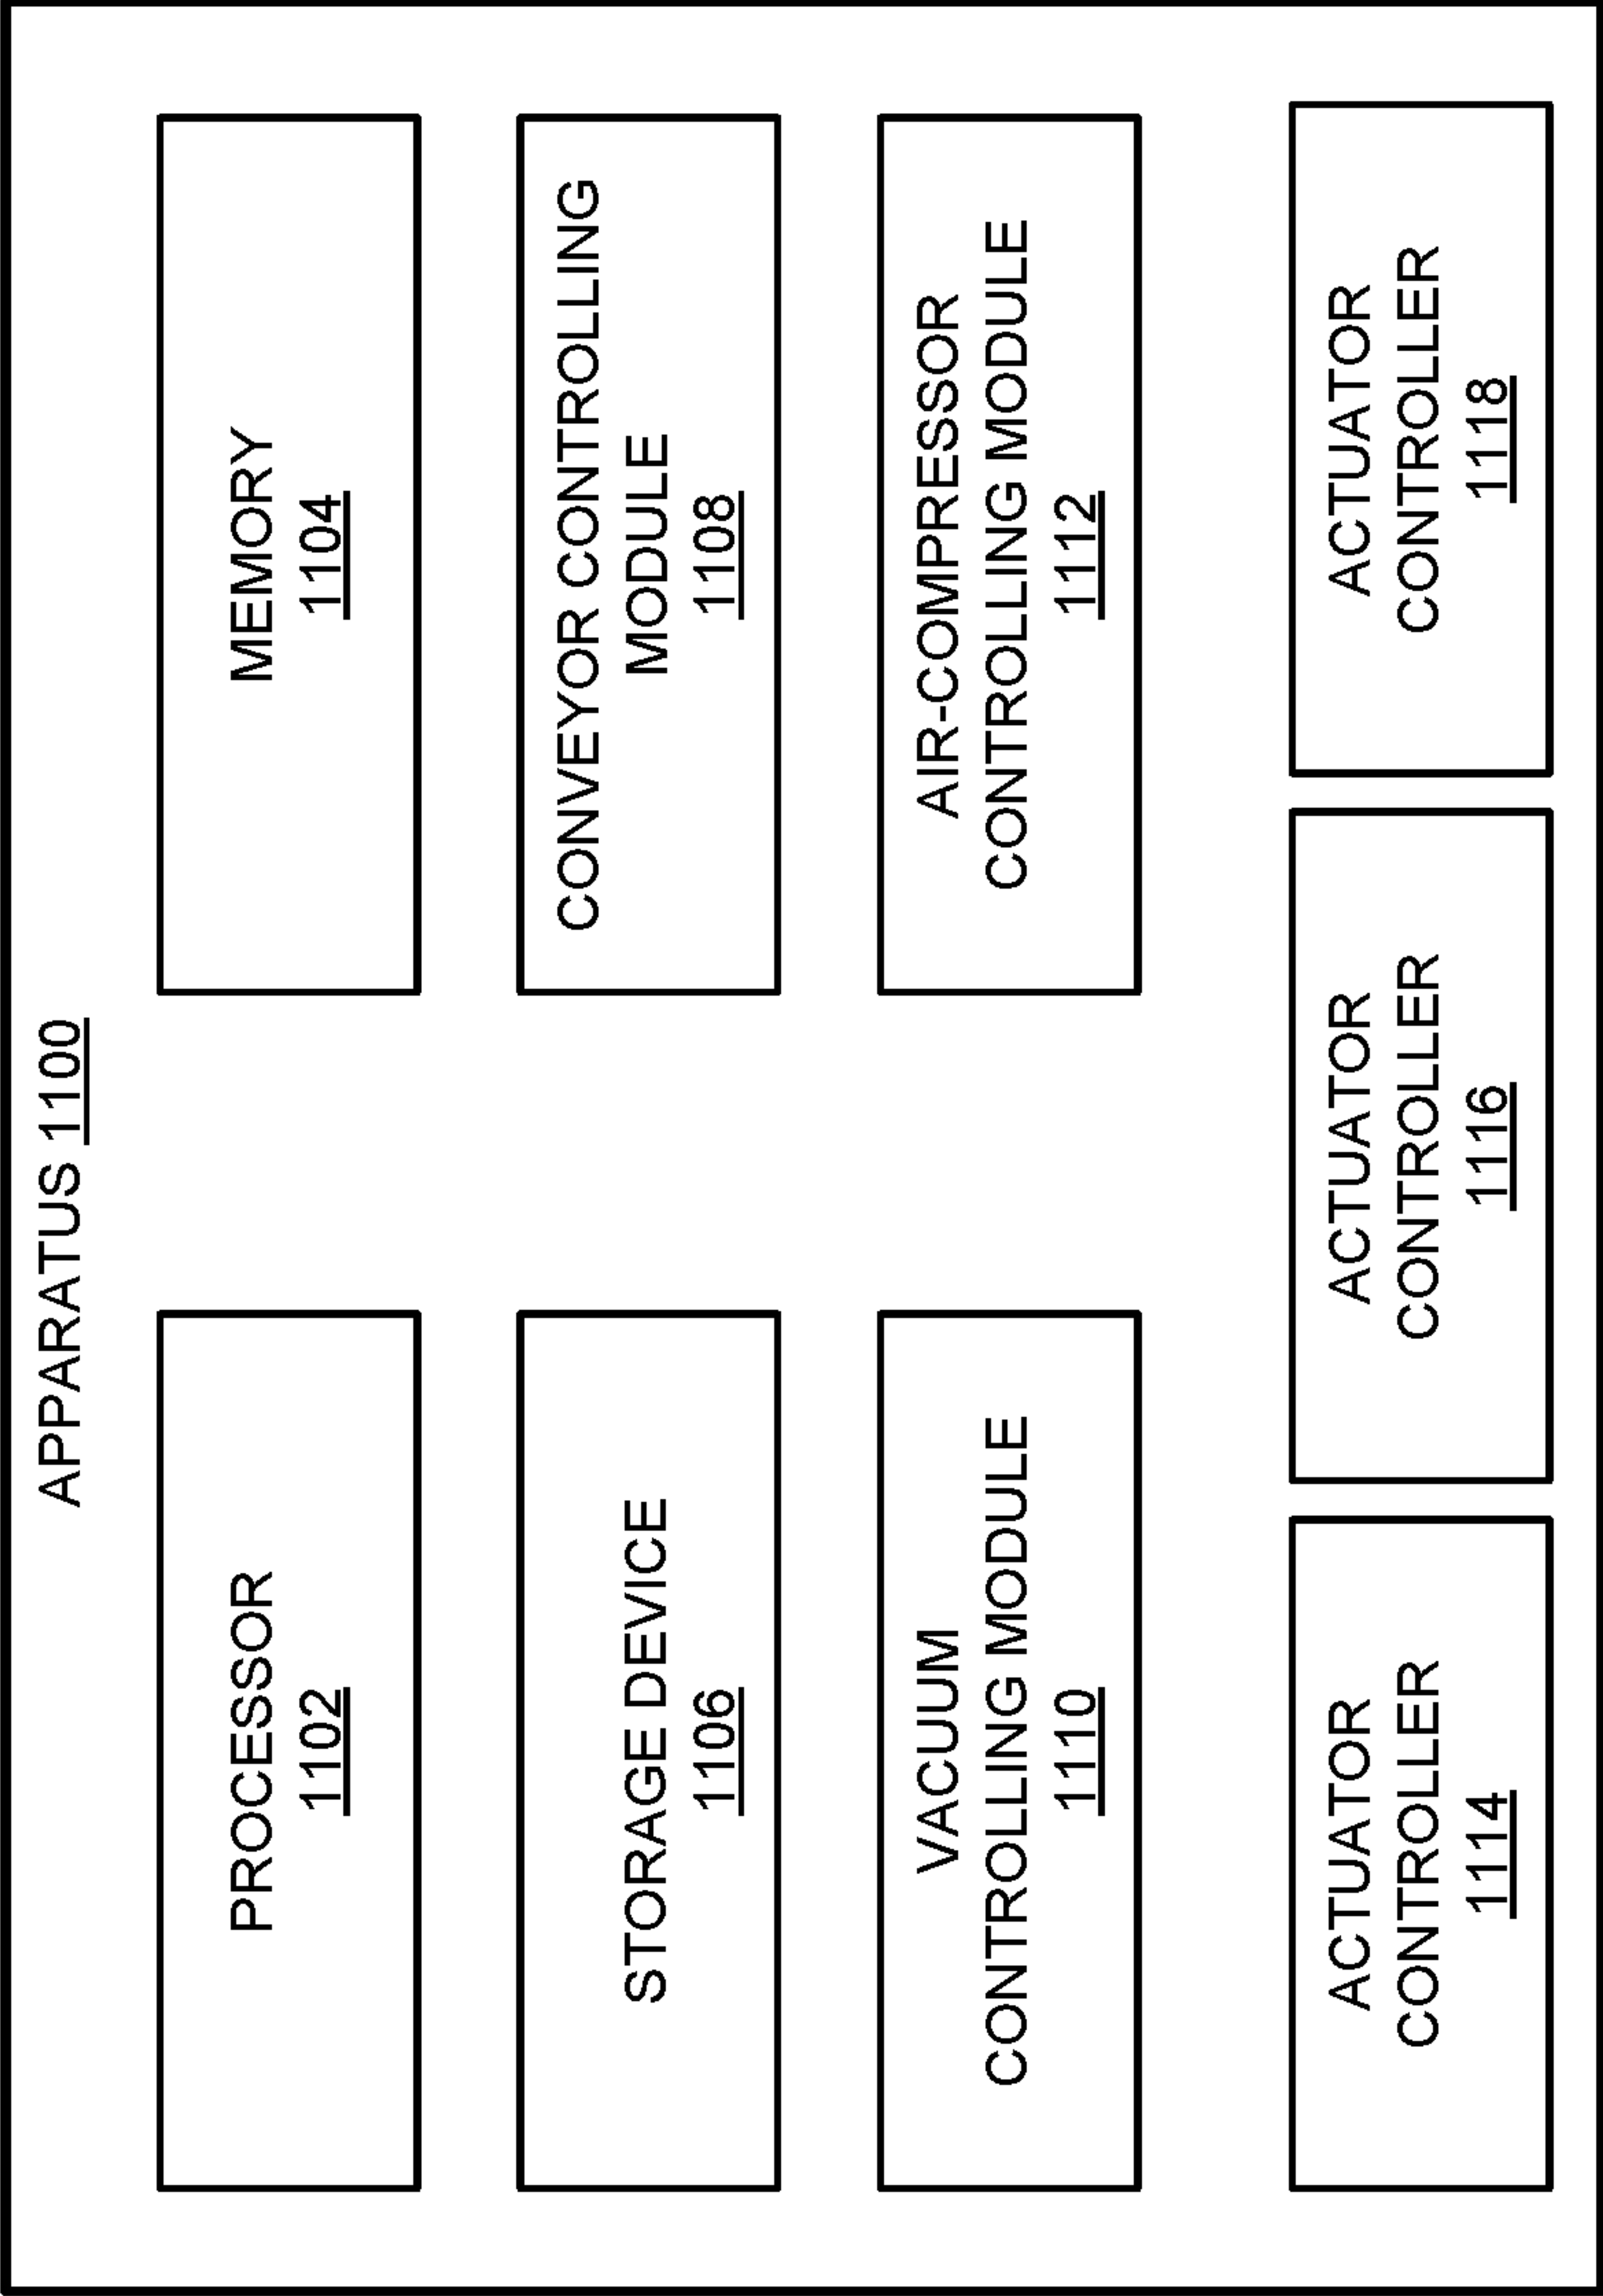 APPARATUS 1100
PROCESSOR
1102
MEMORY
1104
STORAGE DEVICE
1106
CONVEYOR CONTROLLING
MODULE
1108
VACUUM
CONTROLLING MODULE
1110
AIR-COMPRESSOR
CONTROLLING MODULE
1112
ACTUATOR
CONTROLLER
1114
ACTUATOR
CONTROLLER
1116
ACTUATOR
CONTROLLER
1118